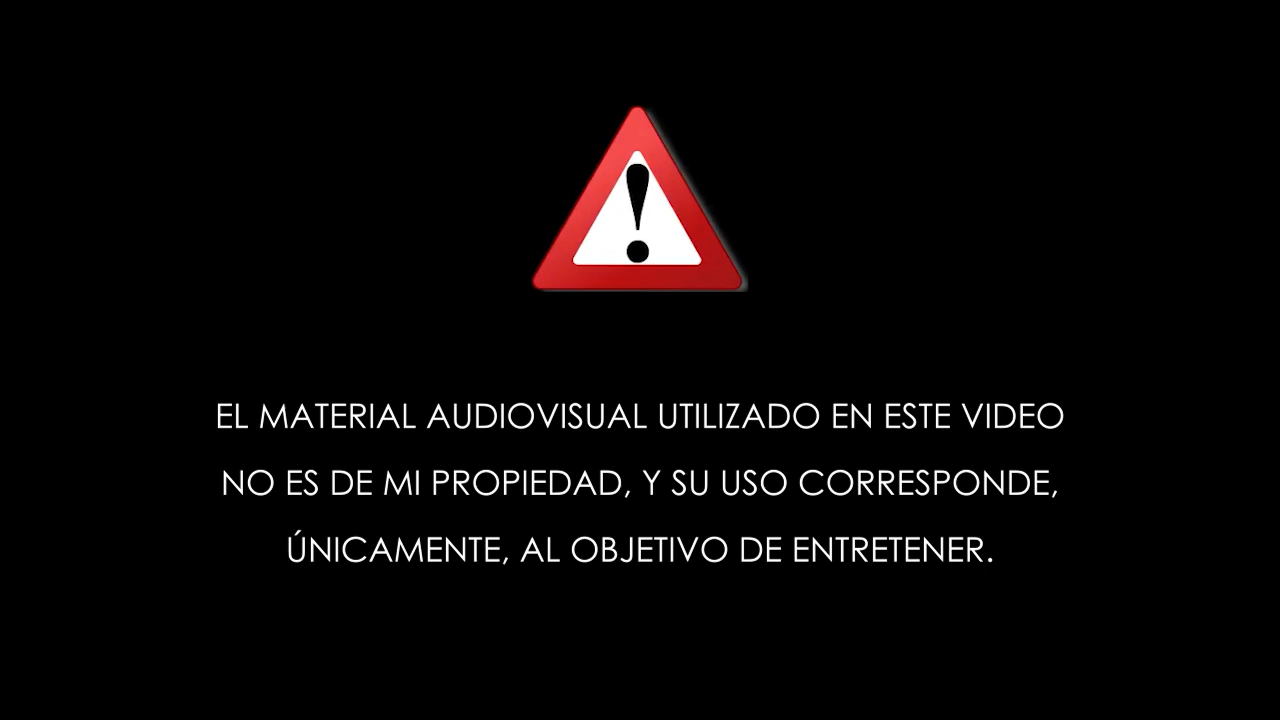 EL MATERIAL AUDIOVISUAL UTILIZADO EN ESTE VIDEO
NO ES DE MI PROPIEDAD, Y SU USO CORRESPONDE,
ÚNICAMENTE, AL OBJETIVO DE ENTRETENER.